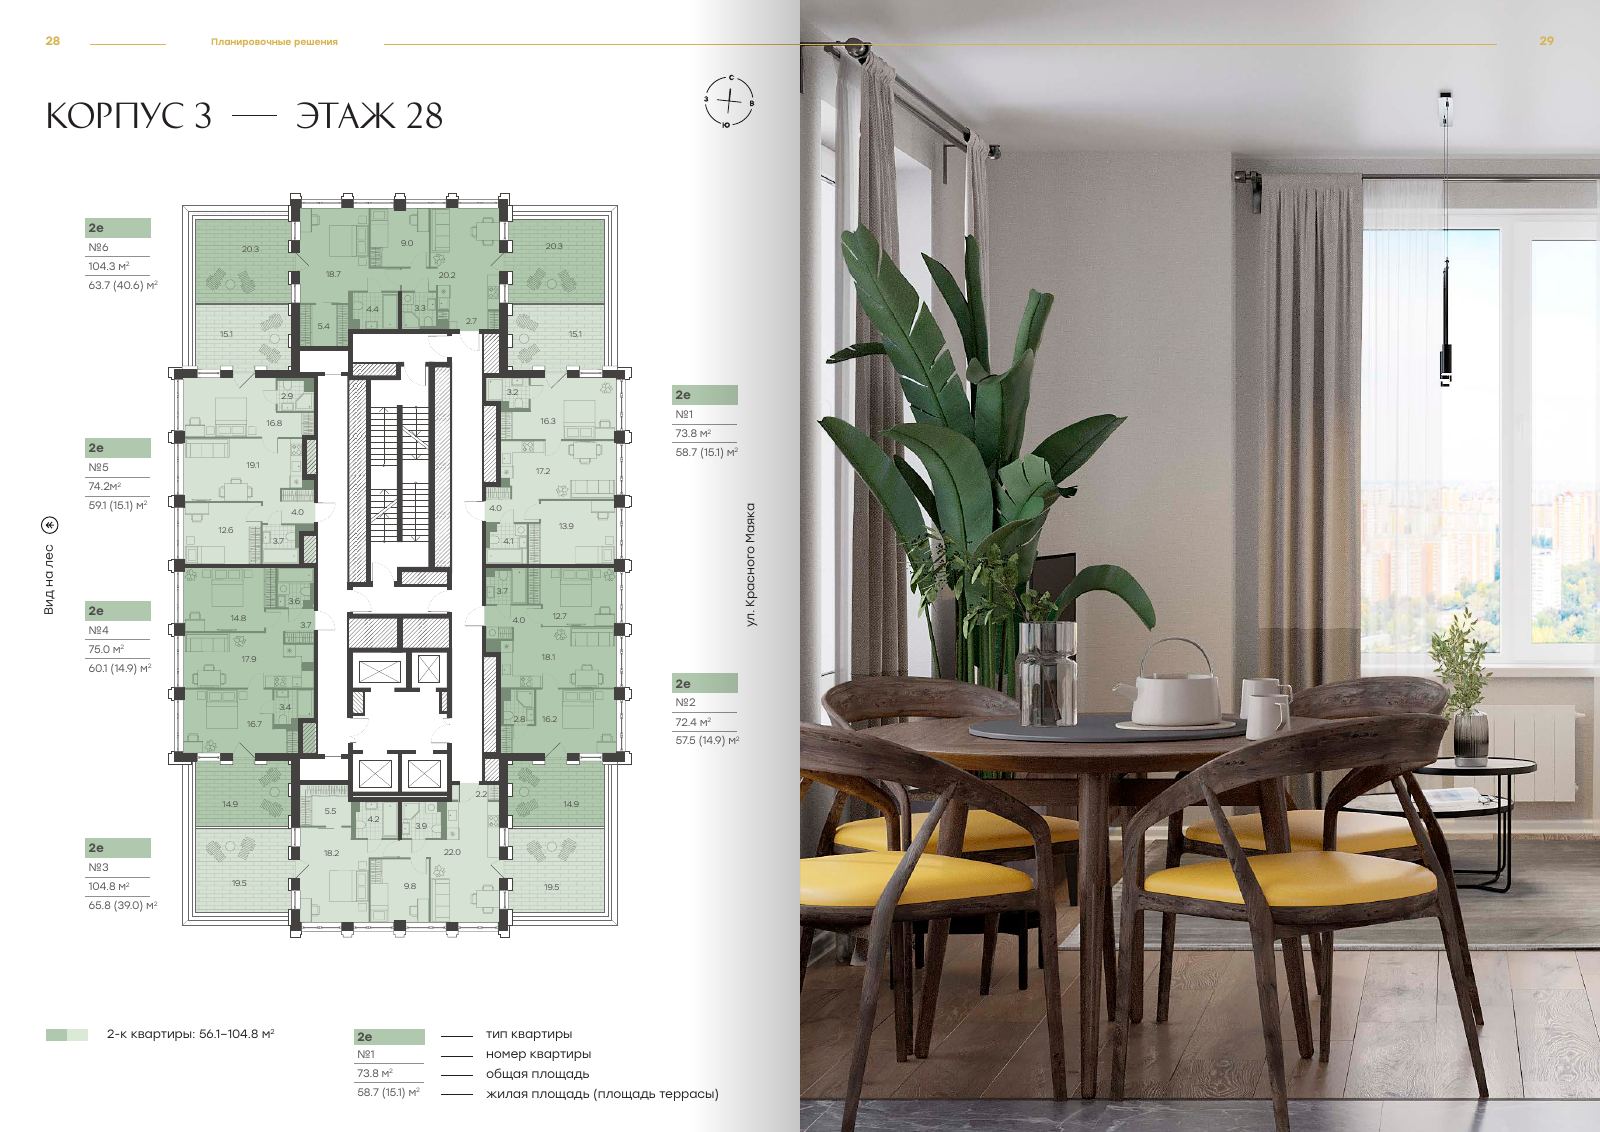 28
Планировочные решения
29
КОРПУС 3 — ЭТАЖ 28
С
З
В
Ю
2е
№6
104.3 м²
63.7 (40.6) м²
2е
№5
74.2м²
59.1 (15.1) м²
Вид на лес
2е
№4
75.0 м²
60.1 (14.9) м²
2е
№3
104.8 м²
65.8 (39.0) м²
20.3
18.7
9.0
20.2
20.3
5.4
4.4
3.3
2.7
15.1
15.1
2.9
16.8
19.1
4.0
12.6
3.7
3.2
16.3
17.2
4.0
13.9
4.1
3.6
14.8
3.7
17.9
3.4
16.7
3.7
12.7
4.0
18.1
2.8
16.2
14.9
14.9
5.5
4.2
3.9
2.2
18.2
22.0
9.8
19.5
19.5
2е
№1
73.8 м²
58.7 (15.1) м²
ул. Красного Маяка
2е
№2
72.4 м²
57.5 (14.9) м²
2-к квартиры: 56.1–104.8 м²
2е — тип квартиры
№1 — номер квартиры
73.8 м² — общая площадь
58.7 (15.1) м² — жилая площадь (площадь террасы)